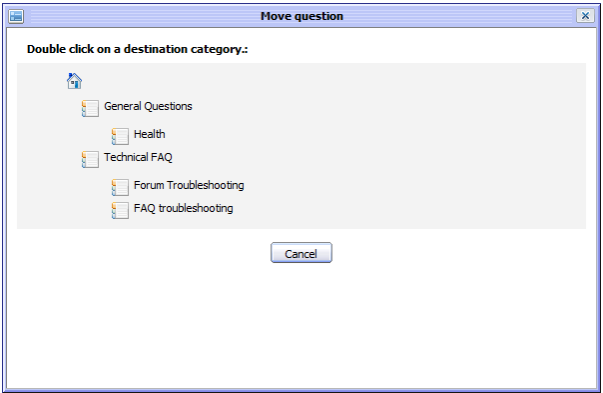 Move question
Double click on a destination category.:
General Questions
Health
Technical FAQ
Forum Troubleshooting
FAQ troubleshooting
Cancel